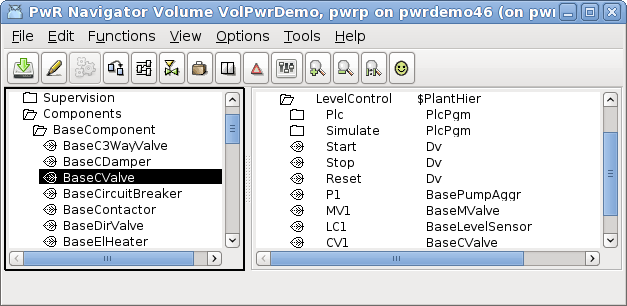 PwR Navigator Volume VolPwrDemo, pwrp on pwrdemo46 (on pwr
File Edit Functions View Options Tools Help
Supervision
Components
BaseComponent
BaseC3WayValve
BaseCDamper
BaseCValve
BaseCircuitBreaker
BaseContactor
BaseDirValve
BaseElHeater
LevelControl $PlantHier
Plc PlcPgm
Simulate PlcPgm
Start Dv
Stop Dv
Reset Dv
P1 BasePumpAggr
MV1 BaseMValve
LC1 BaseLevelSensor
CV1 BaseCValve